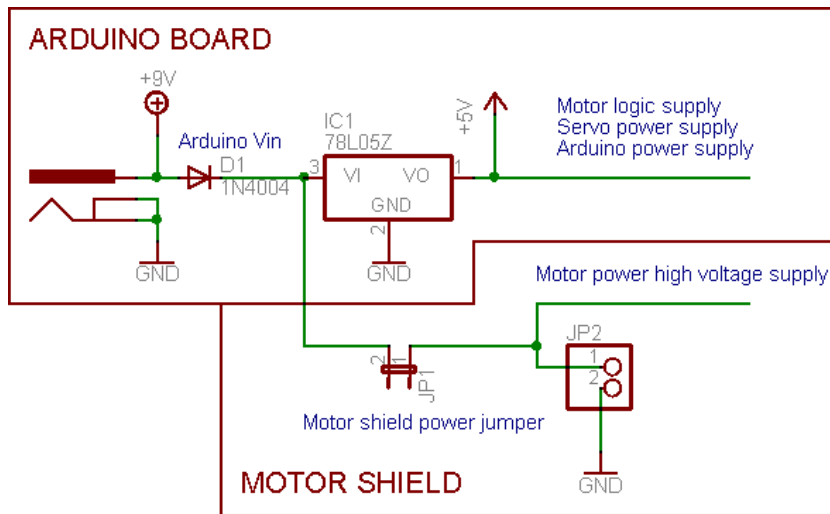 ARDUINO BOARD
+9V
Arduino Vin
D1
1N4004
IC1
78L05Z
3
VI
VO
1
GND
2
+5V
Motor logic supply
Servo power supply
Arduino power supply
GND
GND
Motor power high voltage supply
JP2
1
2
2
1
JP1
Motor shield power jumper
GND
MOTOR SHIELD